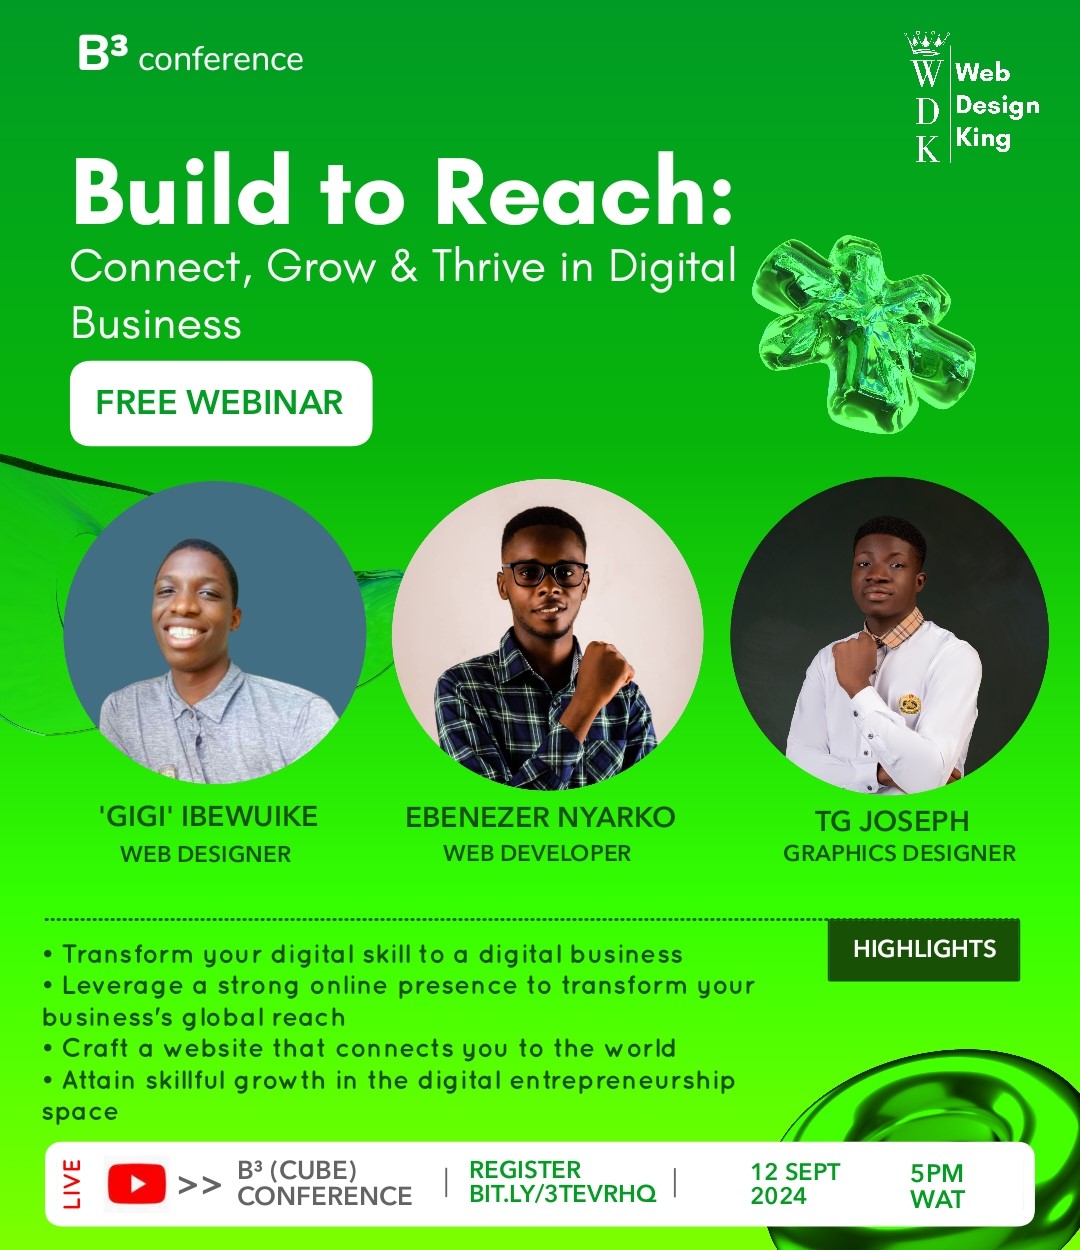 B³ conference
W
D
K
Web
Design
King
Build to Reach:
Connect, Grow & Thrive in Digital
Business
FREE WEBINAR
'GIGI' IBEWUIKE
WEB DESIGNER
EBENEZER NYARKO
WEB DEVELOPER
TG JOSEPH
GRAPHICS DESIGNER
HIGHLIGHTS
• Transform your digital skill to a digital business
• Leverage a strong online presence to transform your
business's global reach
• Craft a website that connects you to the world
• Attain skillful growth in the digital entrepreneurship
space
LIVE
>>
B³ (CUBE)
CONFERENCE
|
REGISTER
BIT.LY/3TEVRHQ
|
12 SEPT
2024
5PM
WAT